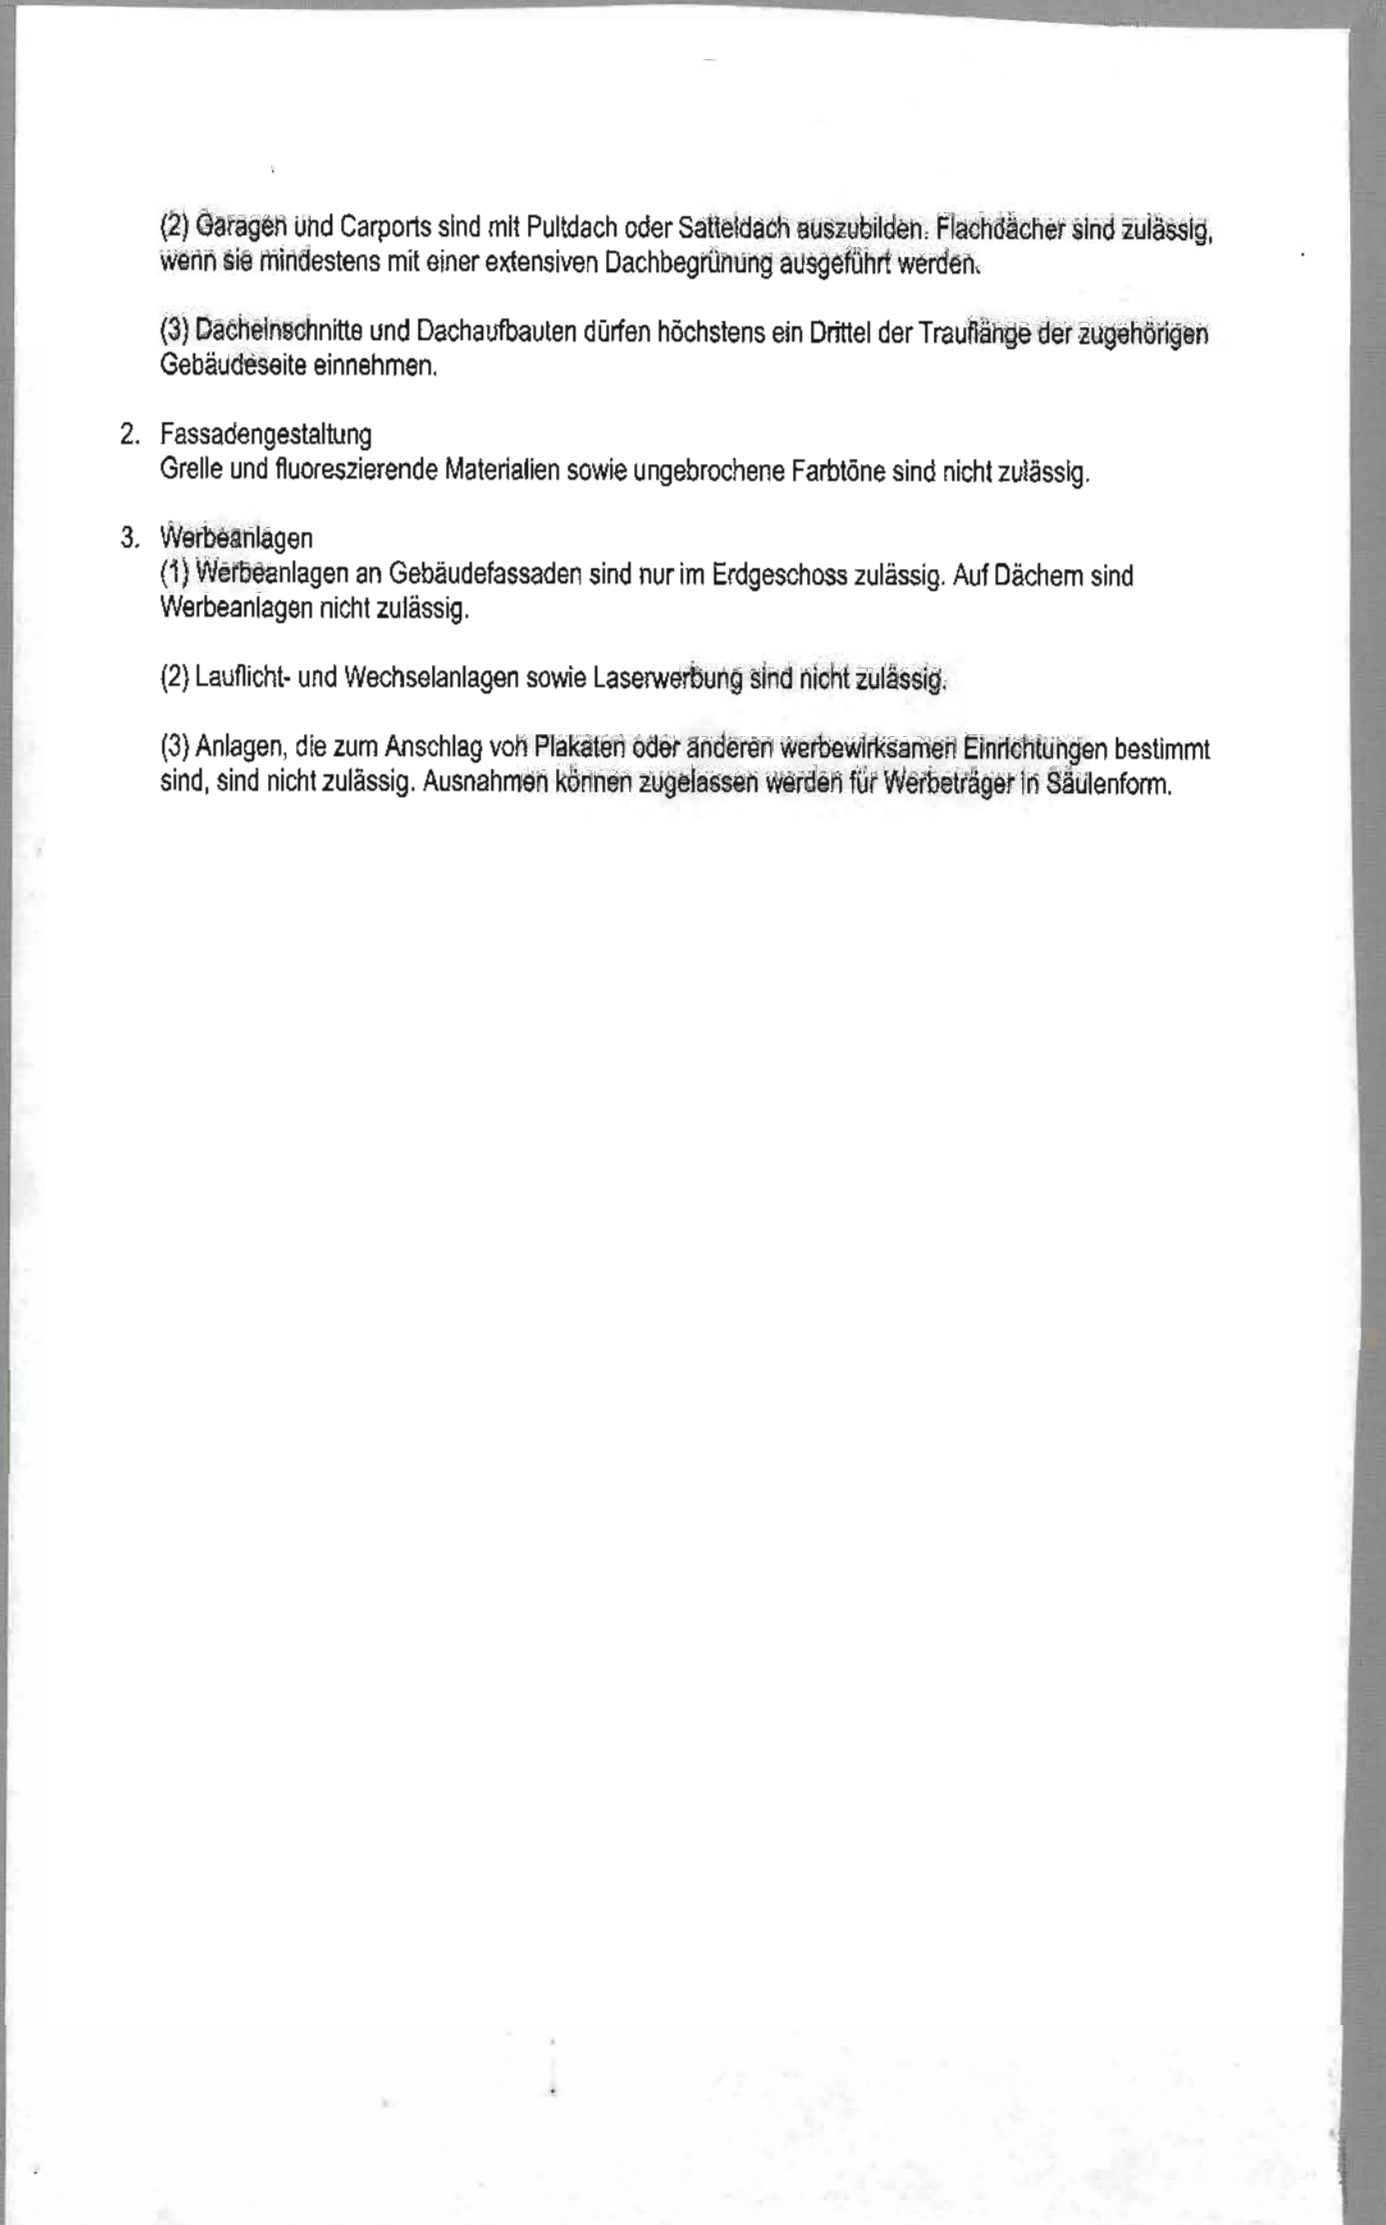 (2) Garagen und Carports sind mit Pultdach oder Satteldach auszubilden. Flachdächer sind zulässig,
wenn sie mindestens mit einer extensiven Dachbegrünung ausgeführt werden.
(3) Dacheinschnitte und Dachaufbauten dürfen höchstens ein Drittel der Trauflänge der zugehörigen
Gebäudeseite einnehmen.
2. Fassadengestaltung
Grelle und fluoreszierende Materialien sowie ungebrochene Farbtöne sind nicht zulässig.
3. Werbeanlagen
(1) Werbeanlagen an Gebäudefassaden sind nur im Erdgeschoss zulässig. Auf Dächern sind
Werbeanlagen nicht zulässig.
(2) Lauflicht- und Wechselanlagen sowie Laserwerbung sind nicht zulässig.
(3) Anlagen, die zum Anschlag von Plakaten oder anderen werbewirksamen Einrichtungen bestimmt
sind, sind nicht zulässig. Ausnahmen können zugelassen werden für Werbeträger in Säulenform.